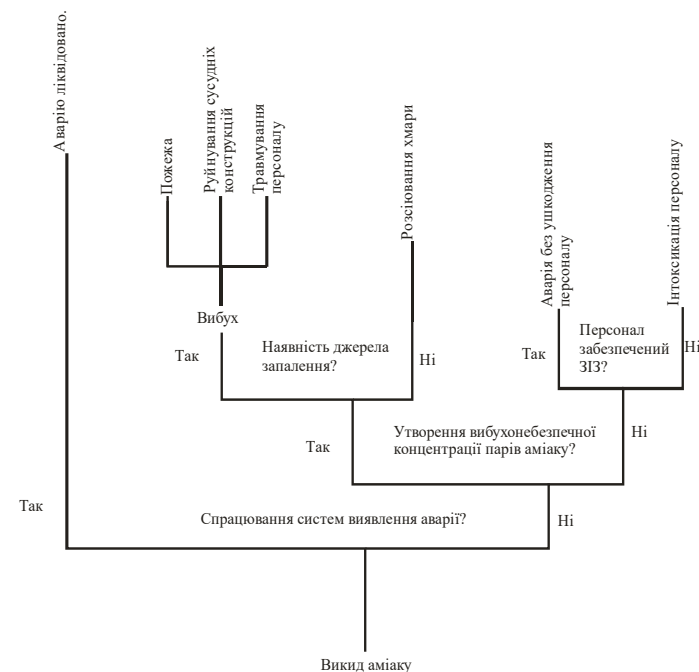 Аварію ліквідовано.
Пожежа
Руйнування сусудніх
конструкцій
Травмування
персоналу
Розсіювання хмари
Аварія без ушкодження
персоналу
Інтоксикація персоналу
Вибух
Так
Наявність джерела
запалення?
Ні
Так
Персонал
забезпечений
ЗІЗ?
Ні
Так
Утворення вибухонебезпечної
концентрації парів аміаку?
Ні
Так
Спрацювання систем виявлення аварії?
Ні
Викид аміаку